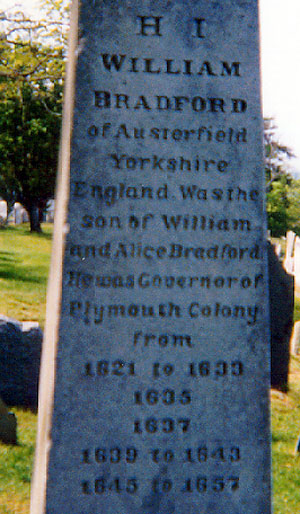 H I
WILLIAM
BRADFORD
of Austerfield
Yorkshire
England. Was the
son of William
and Alice Bradford.
He was Governor of
Plymouth Colony
from
1621 to 1633
1635
1637
1639 to 1643
1645 to 1657